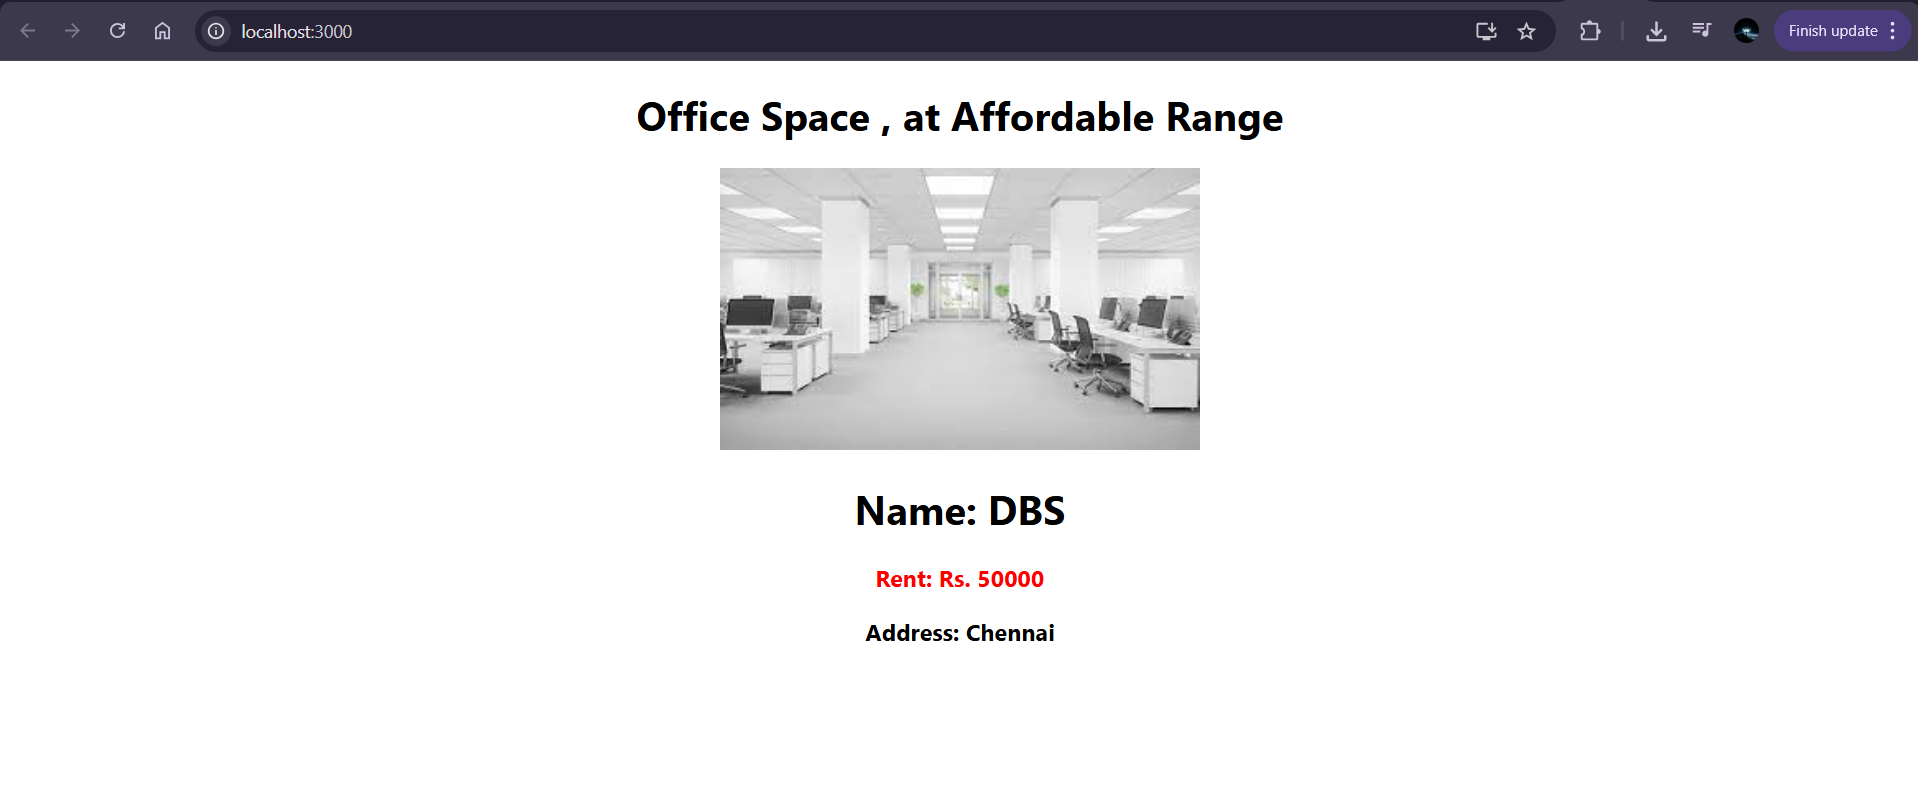 localhost:3000
Finish update
Office Space , at Affordable Range
Name: DBS
Rent: Rs. 50000
Address: Chennai